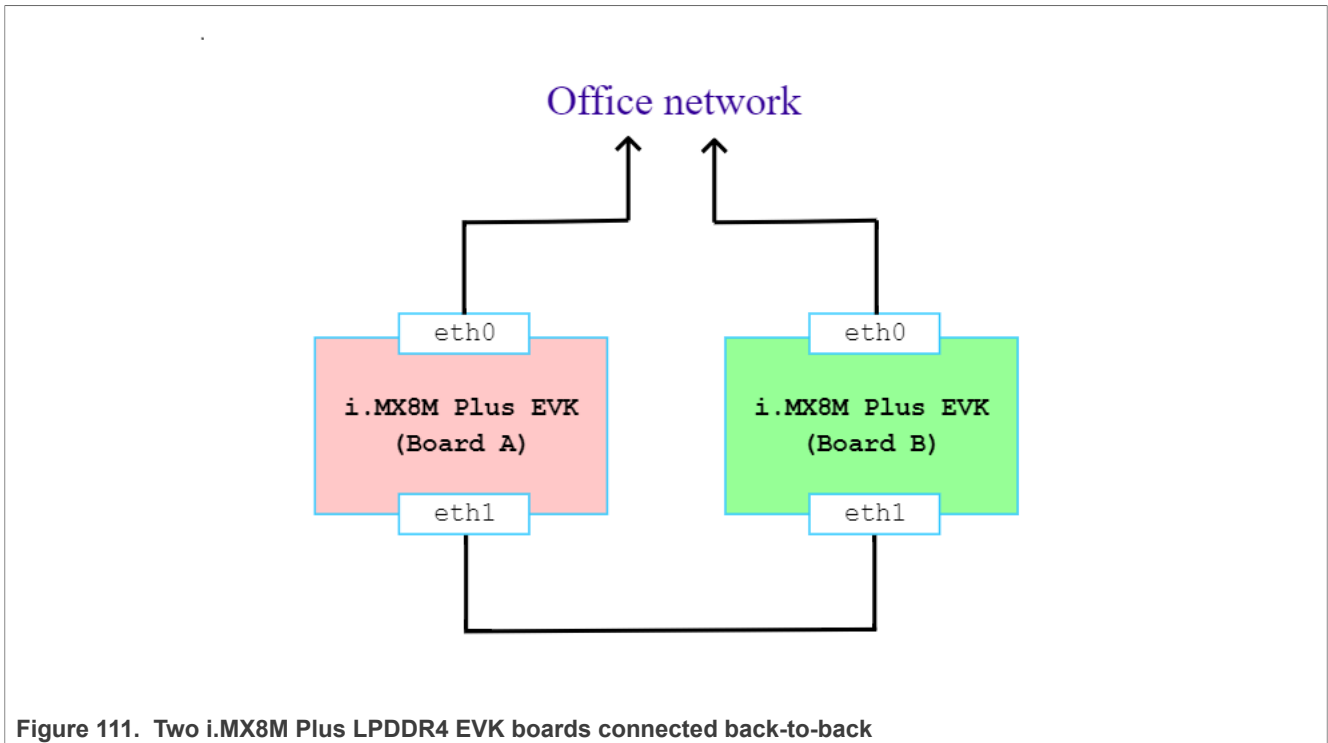 Office network
eth0
eth0
i.MX8M Plus EVK
(Board A)
i.MX8M Plus EVK
(Board B)
eth1
eth1
Figure 111. Two i.MX8M Plus LPDDR4 EVK boards connected back-to-back